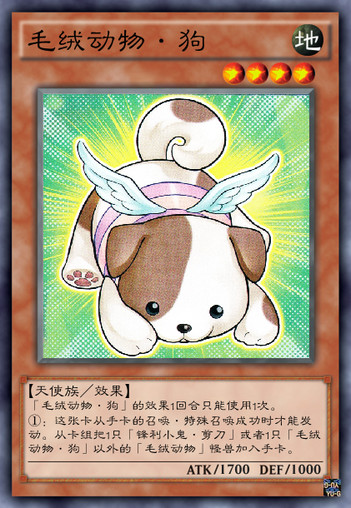 毛绒动物·狗
地
【天使族／效果】
「毛绒动物·狗」的效果1回合只能使用1次。
①：这张卡从手卡的召唤·特殊召唤成功时才能发
动。从卡组把1只「锋利小鬼·剪刀」或者1只「毛绒
动物·狗」以外的「毛绒动物」怪兽加入手卡。
ATK/1700 DEF/1000